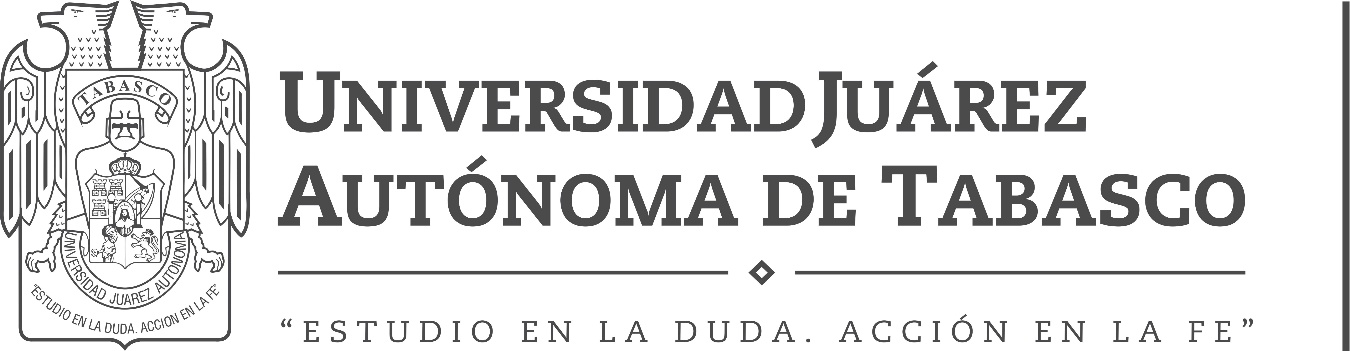 TABASCO
UNIVERSIDAD JUAREZ AUTONOMA
"ESTUDIO EN LA DUDA. ACCION EN LA FE"
UNIVERSIDAD JUÁREZ
AUTÓNOMA DE TABASCO
“ESTUDIO EN LA DUDA. ACCIÓN EN LA FE”